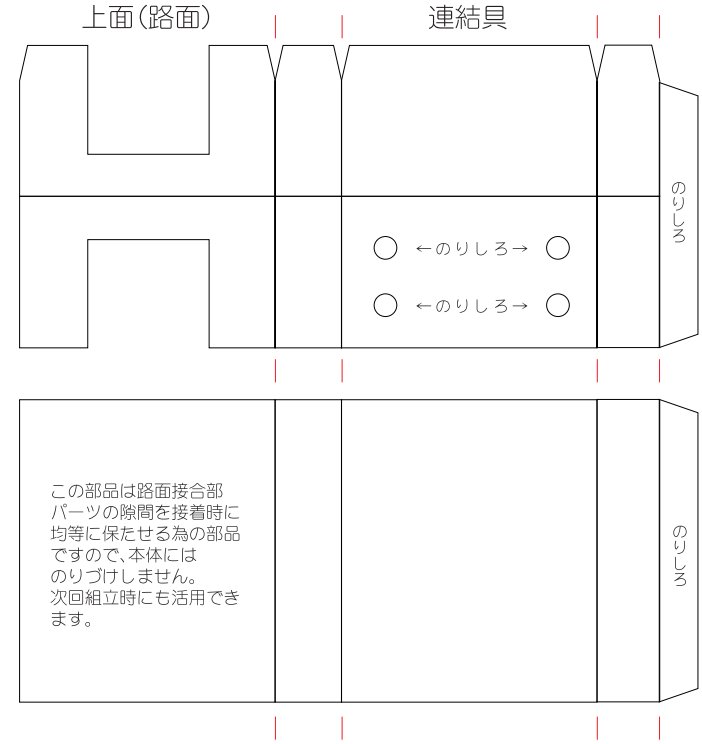 上面(路面)
連結具
のりしろ
←のりしろ→
←のりしろ→
この部品は路面接合部
パーツの隙間を接着時に
均等に保たせる為の部品
ですので、本体には
のりづけしません。
次回組立時にも活用でき
ます。
のりしろ